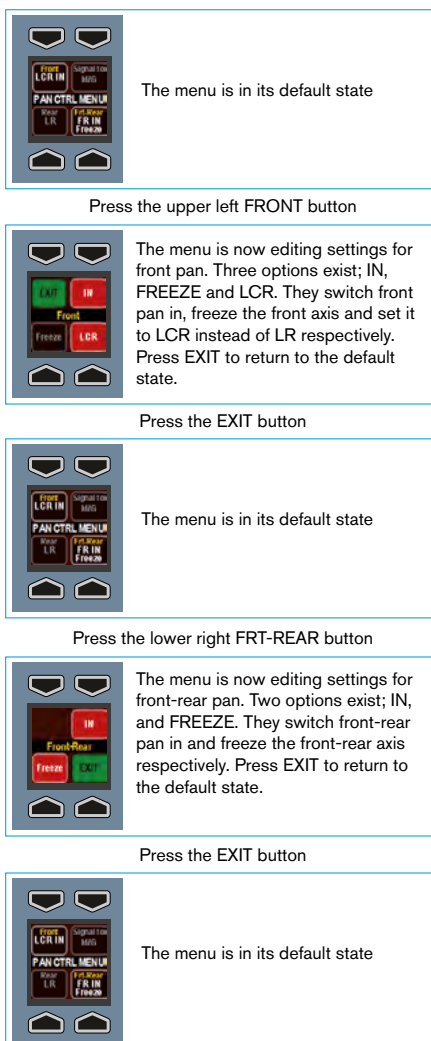 Front
LCR IN
Signal to
PAN CTRL MENU
Rear
LR
Frt-Rear
FR IN
Freeze
The menu is in its default state
Press the upper left FRONT button
EXIT
IN
Front
Freeze
LCR
The menu is now editing settings for
front pan. Three options exist; IN,
FREEZE and LCR. They switch front
pan in, freeze the front axis and set it
to LCR instead of LR respectively.
Press EXIT to return to the default
state.
Press the EXIT button
Front
LCR IN
Signal to
PAN CTRL MENU
Rear
LR
Frt-Rear
FR IN
Freeze
The menu is in its default state
Press the lower right FRT-REAR button
IN
Front-Rear
Freeze
EXIT
The menu is now editing settings for
front-rear pan. Two options exist; IN,
and FREEZE. They switch front-rear
pan in and freeze the front-rear axis
respectively. Press EXIT to return to
the default state.
Press the EXIT button
Front
LCR IN
Signal to
PAN CTRL MENU
Rear
LR
Frt-Rear
FR IN
Freeze
The menu is in its default state